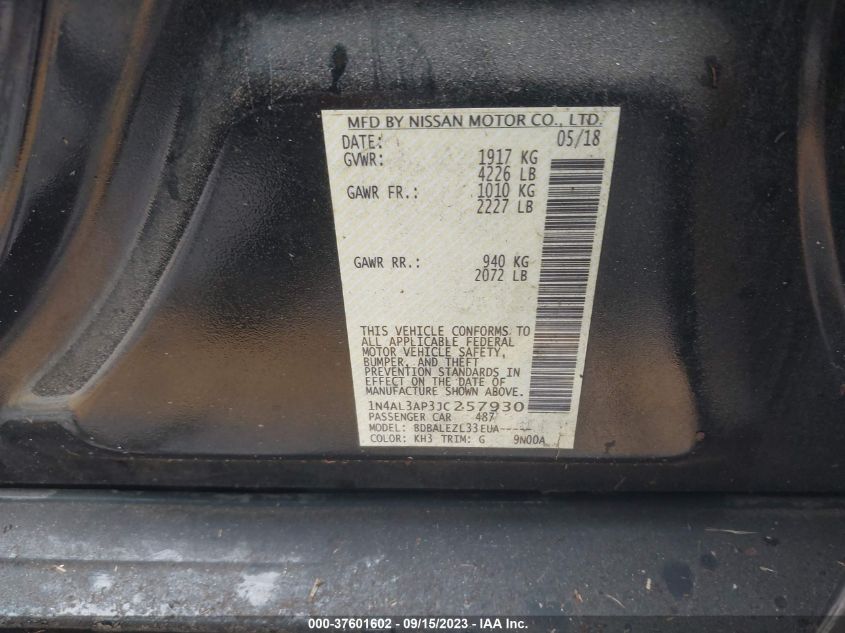 MFD BY NISSAN MOTOR CO., LTD.
DATE: 05/18
GVWR: 1917 KG
4226 LB
GAWR FR.: 1010 KG
2227 LB
GAWR RR.: 940 KG
2072 LB
THIS VEHICLE CONFORMS TO
ALL APPLICABLE FEDERAL
MOTOR VEHICLE SAFETY,
BUMPER, AND THEFT
PREVENTION STANDARDS IN
EFFECT ON THE DATE OF
MANUFACTURE SHOWN ABOVE.
1N4AL3AP3JC257930
PASSENGER CAR 487
MODEL: BDBALEZL33EUA-----
COLOR: KH3 TRIM: G 9N00A
000-37601602 - 09/15/2023 - IAA Inc.